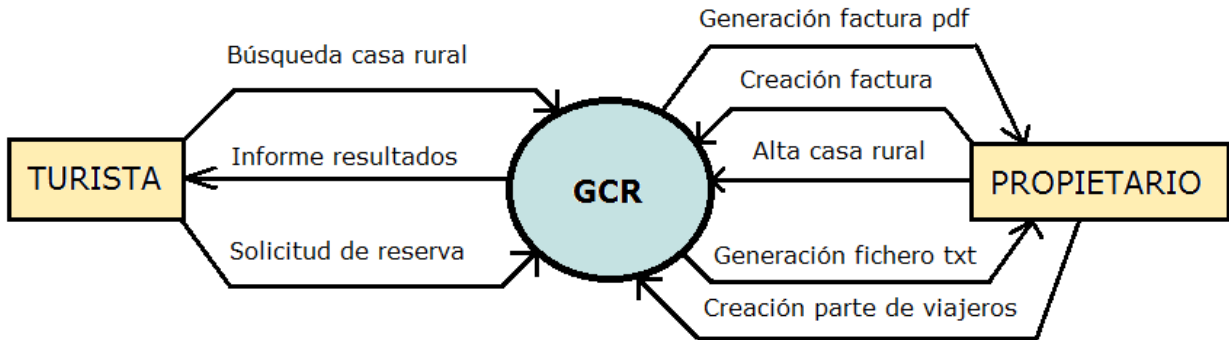 Generación factura pdf
Búsqueda casa rural
Creación factura
Informe resultados
Alta casa rural
TURISTA
GCR
PROPIETARIO
Solicitud de reserva
Generación fichero txt
Creación parte de viajeros